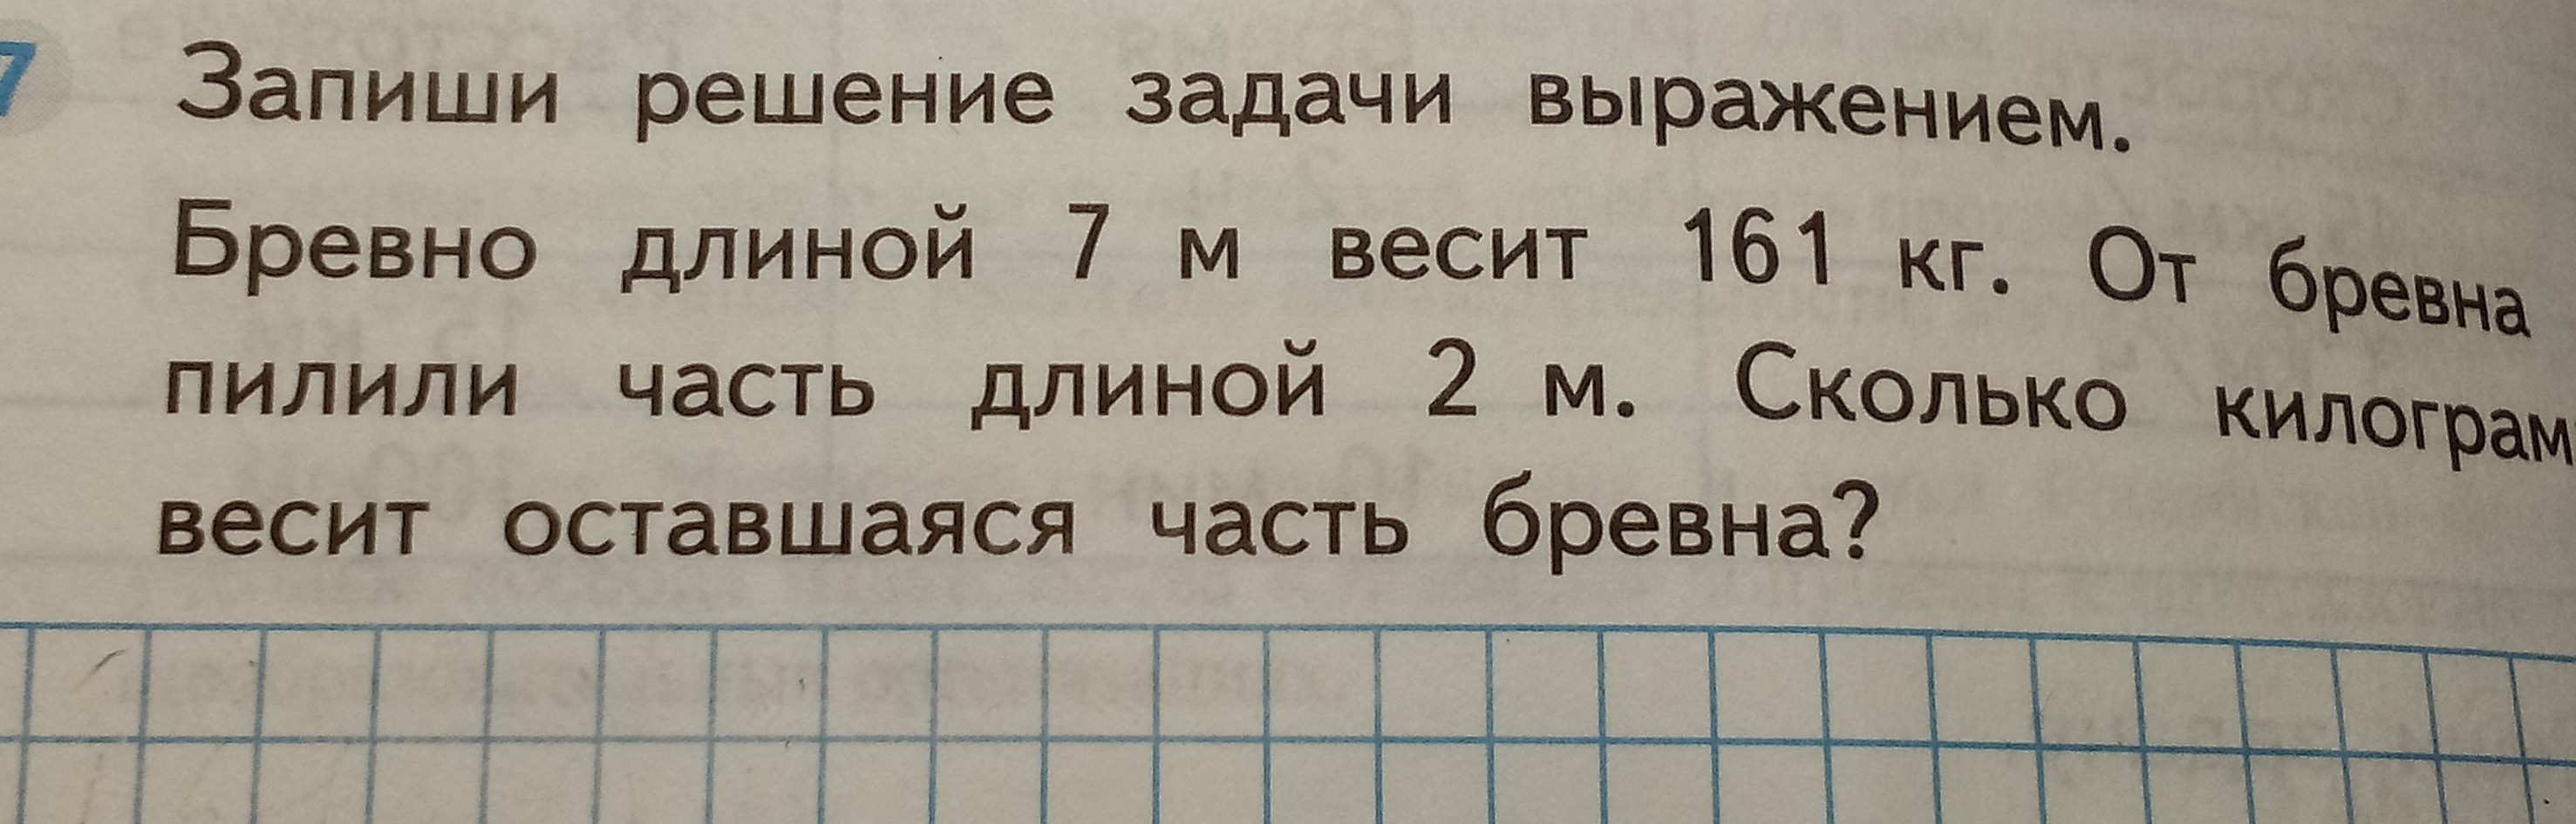 7 Запиши решение задачи выражением.
Бревно длиной 7 м весит 161 кг. От бревна
пилили часть длиной 2 м. Сколько килограм
весит оставшаяся часть бревна?